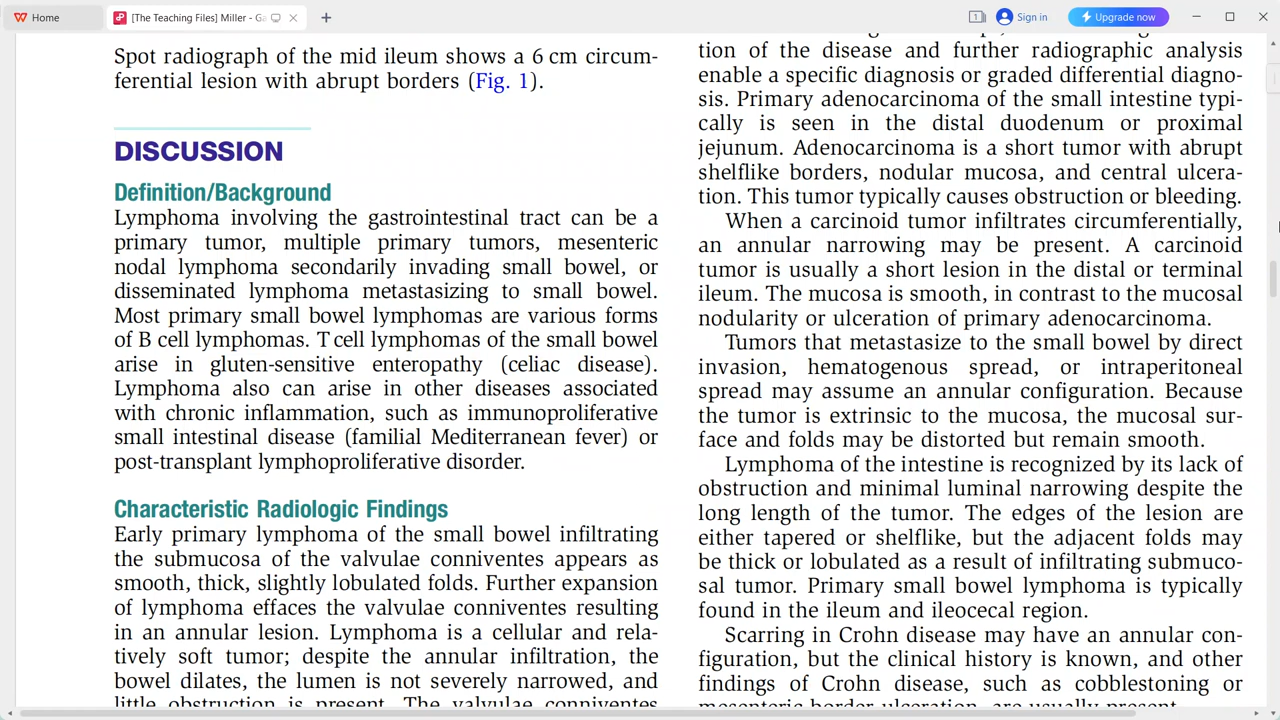 Home
[The Teaching Files] Miller - Ga
1
Sign in
Upgrade now
Spot radiograph of the mid ileum shows a 6 cm circum-
ferential lesion with abrupt borders (Fig. 1).
DISCUSSION
Definition/Background
Lymphoma involving the gastrointestinal tract can be a
primary tumor, multiple primary tumors, mesenteric
nodal lymphoma secondarily invading small bowel, or
disseminated lymphoma metastasizing to small bowel.
Most primary small bowel lymphomas are various forms
of B cell lymphomas. T cell lymphomas of the small bowel
arise in gluten-sensitive enteropathy (celiac disease).
Lymphoma also can arise in other diseases associated
with chronic inflammation, such as immunoproliferative
small intestinal disease (familial Mediterranean fever) or
post-transplant lymphoproliferative disorder.
Characteristic Radiologic Findings
Early primary lymphoma of the small bowel infiltrating
the submucosa of the valvulae conniventes appears as
smooth, thick, slightly lobulated folds. Further expansion
of lymphoma effaces the valvulae conniventes resulting
in an annular lesion. Lymphoma is a cellular and rela-
tively soft tumor; despite the annular infiltration, the
bowel dilates, the lumen is not severely narrowed, and
little obstruction is present. The valvulae conniventes
tion of the disease and further radiographic analysis
enable a specific diagnosis or graded differential diagno-
sis. Primary adenocarcinoma of the small intestine typi-
cally is seen in the distal duodenum or proximal
jejunum. Adenocarcinoma is a short tumor with abrupt
shelflike borders, nodular mucosa, and central ulcera-
tion. This tumor typically causes obstruction or bleeding.
When a carcinoid tumor infiltrates circumferentially,
an annular narrowing may be present. A carcinoid
tumor is usually a short lesion in the distal or terminal
ileum. The mucosa is smooth, in contrast to the mucosal
nodularity or ulceration of primary adenocarcinoma.
Tumors that metastasize to the small bowel by direct
invasion, hematogenous spread, or intraperitoneal
spread may assume an annular configuration. Because
the tumor is extrinsic to the mucosa, the mucosal sur-
face and folds may be distorted but remain smooth.
Lymphoma of the intestine is recognized by its lack of
obstruction and minimal luminal narrowing despite the
long length of the tumor. The edges of the lesion are
either tapered or shelflike, but the adjacent folds may
be thick or lobulated as a result of infiltrating submuco-
sal tumor. Primary small bowel lymphoma is typically
found in the ileum and ileocecal region.
Scarring in Crohn disease may have an annular con-
figuration, but the clinical history is known, and other
findings of Crohn disease, such as cobblestoning or
mesenteric border ulceration, are usually present.